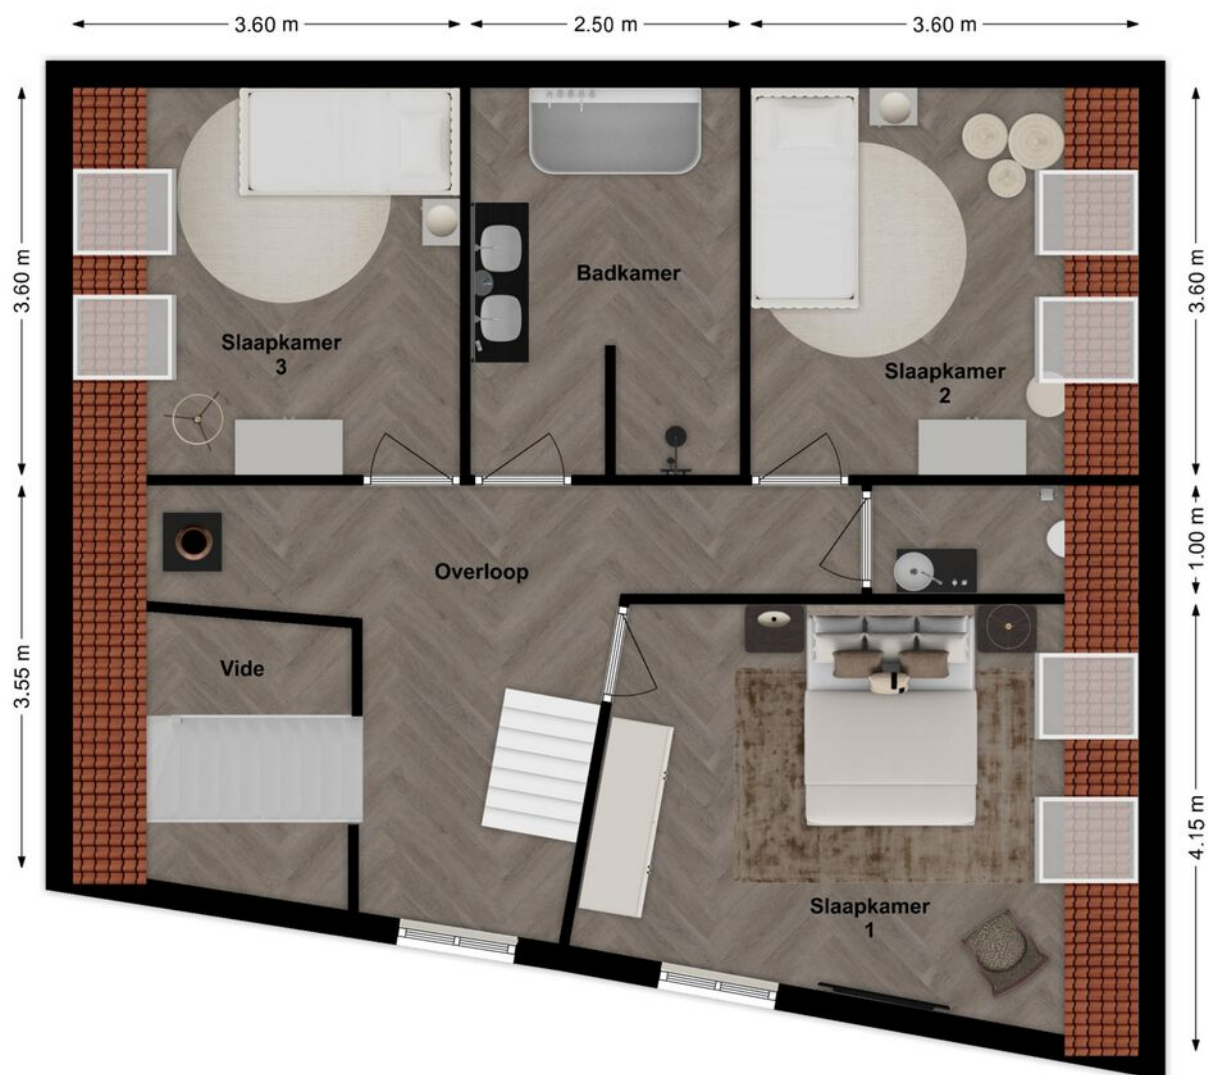 3.60 m
2.50 m
3.60 m
3.60 m
3.60 m
Badkamer
Slaapkamer
3
Slaapkamer
2
1.00 m
Overloop
3.55 m
Vide
4.15 m
Slaapkamer
1